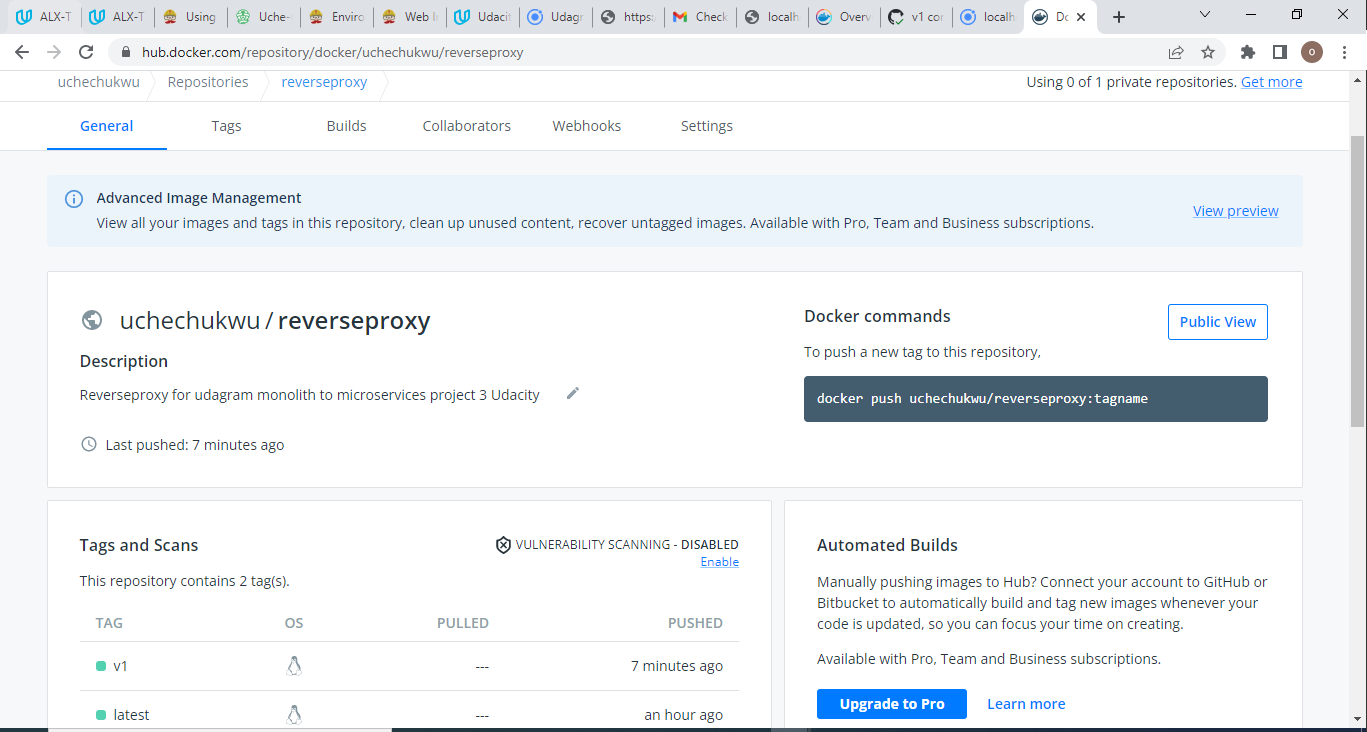 ALX-T
ALX-T
Using
Uche-
Enviro
Web I
Udacit
Udagr
https:
Check
localh
Overv
v1 cor
localh
Do
hub.docker.com/repository/docker/uchechukwu/reverseproxy
o
uchechukwu
Repositories
reverseproxy
Using 0 of 1 private repositories. Get more
General
Tags
Builds
Collaborators
Webhooks
Settings
Advanced Image Management
View all your images and tags in this repository, clean up unused content, recover untagged images. Available with Pro, Team and Business subscriptions.
View preview
uchechukwu / reverseproxy
Description
Reverseproxy for udagram monolith to microservices project 3 Udacity
Last pushed: 7 minutes ago
Docker commands
Public View
To push a new tag to this repository,
docker push uchechukwu/reverseproxy:tagname
Tags and Scans
VULNERABILITY SCANNING - DISABLED
Enable
This repository contains 2 tag(s).
TAG OS PULLED PUSHED
v1 --- 7 minutes ago
latest --- an hour ago
Automated Builds
Manually pushing images to Hub? Connect your account to GitHub or
Bitbucket to automatically build and tag new images whenever your
code is updated, so you can focus your time on creating.
Available with Pro, Team and Business subscriptions.
Upgrade to Pro
Learn more